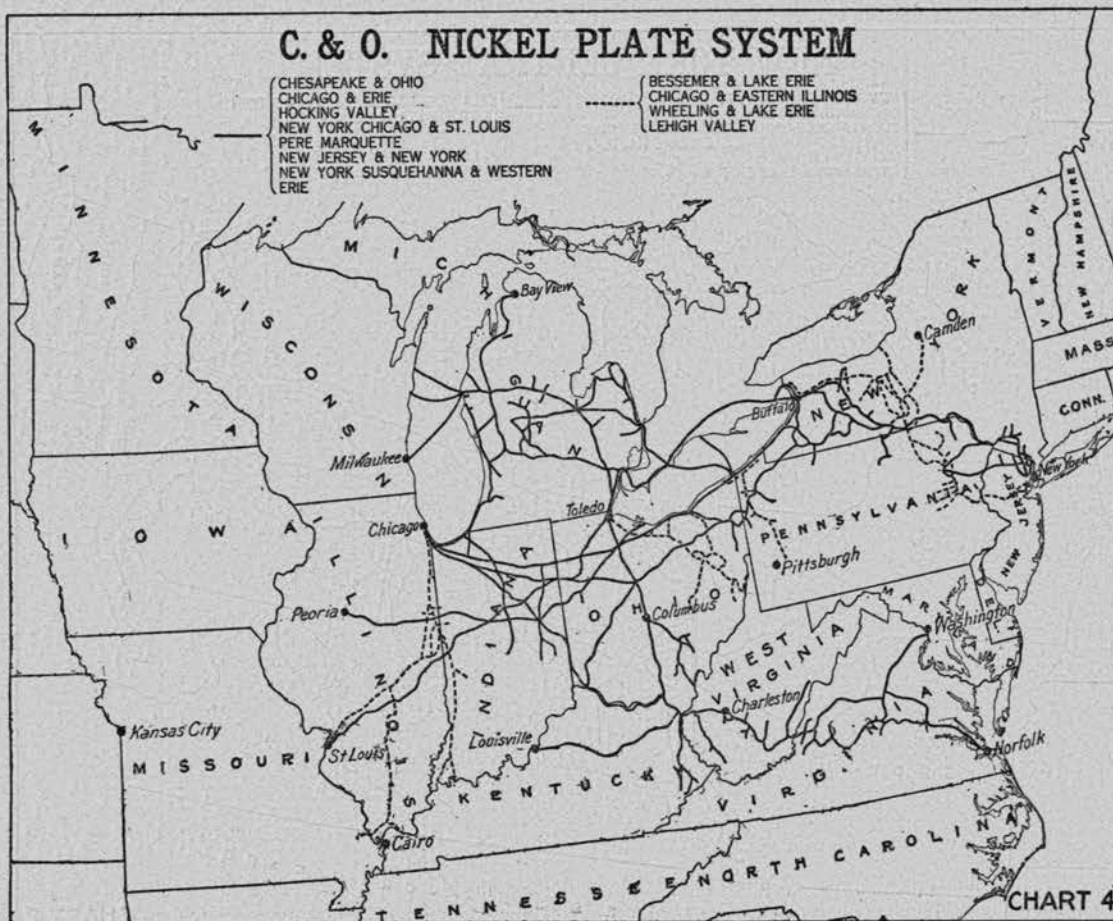 C. & O. NICKEL PLATE SYSTEM
CHESAPEAKE & OHIO
CHICAGO & ERIE
HOCKING VALLEY
NEW YORK CHICAGO & ST. LOUIS
PERE MARQUETTE
NEW JERSEY & NEW YORK
NEW YORK SUSQUEHANNA & WESTERN
ERIE
BESSEMER & LAKE ERIE
CHICAGO & EASTERN ILLINOIS
WHEELING & LAKE ERIE
LEHIGH VALLEY
MINNESOTA
WISCONSIN
MICHIGAN
Bay View
VERMONT
NEW HAMPSHIRE
NEW YORK
Camden
MASS
CONN.
Buffalo
Milwaukee
New York
Toledo
Chicago
IOWA
ILLINOIS
INDIANA
OHIO
PENNSYLVANIA
NEW JERSEY
Pittsburgh
Peoria
Columbus
MARYLAND
DEL
Washington
WEST
VIRGINIA
Charleston
Kansas City
MISSOURI
St Louis
Louisville
Norfolk
KENTUCKY
VIRGINIA
Cairo
TENNESSEE
NORTH CAROLINA
CHART 4